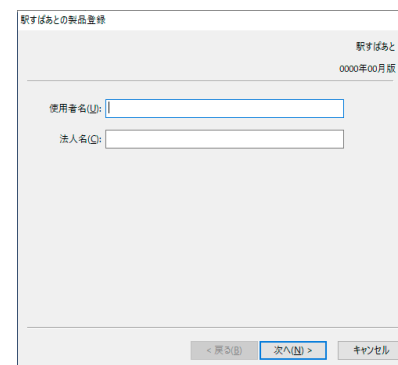 駅すぱあとの製品登録
駅すぱあと
0000年00月版
使用者名(U):
法人名(C):
< 戻る(B)
次へ(N) >
キャンセル